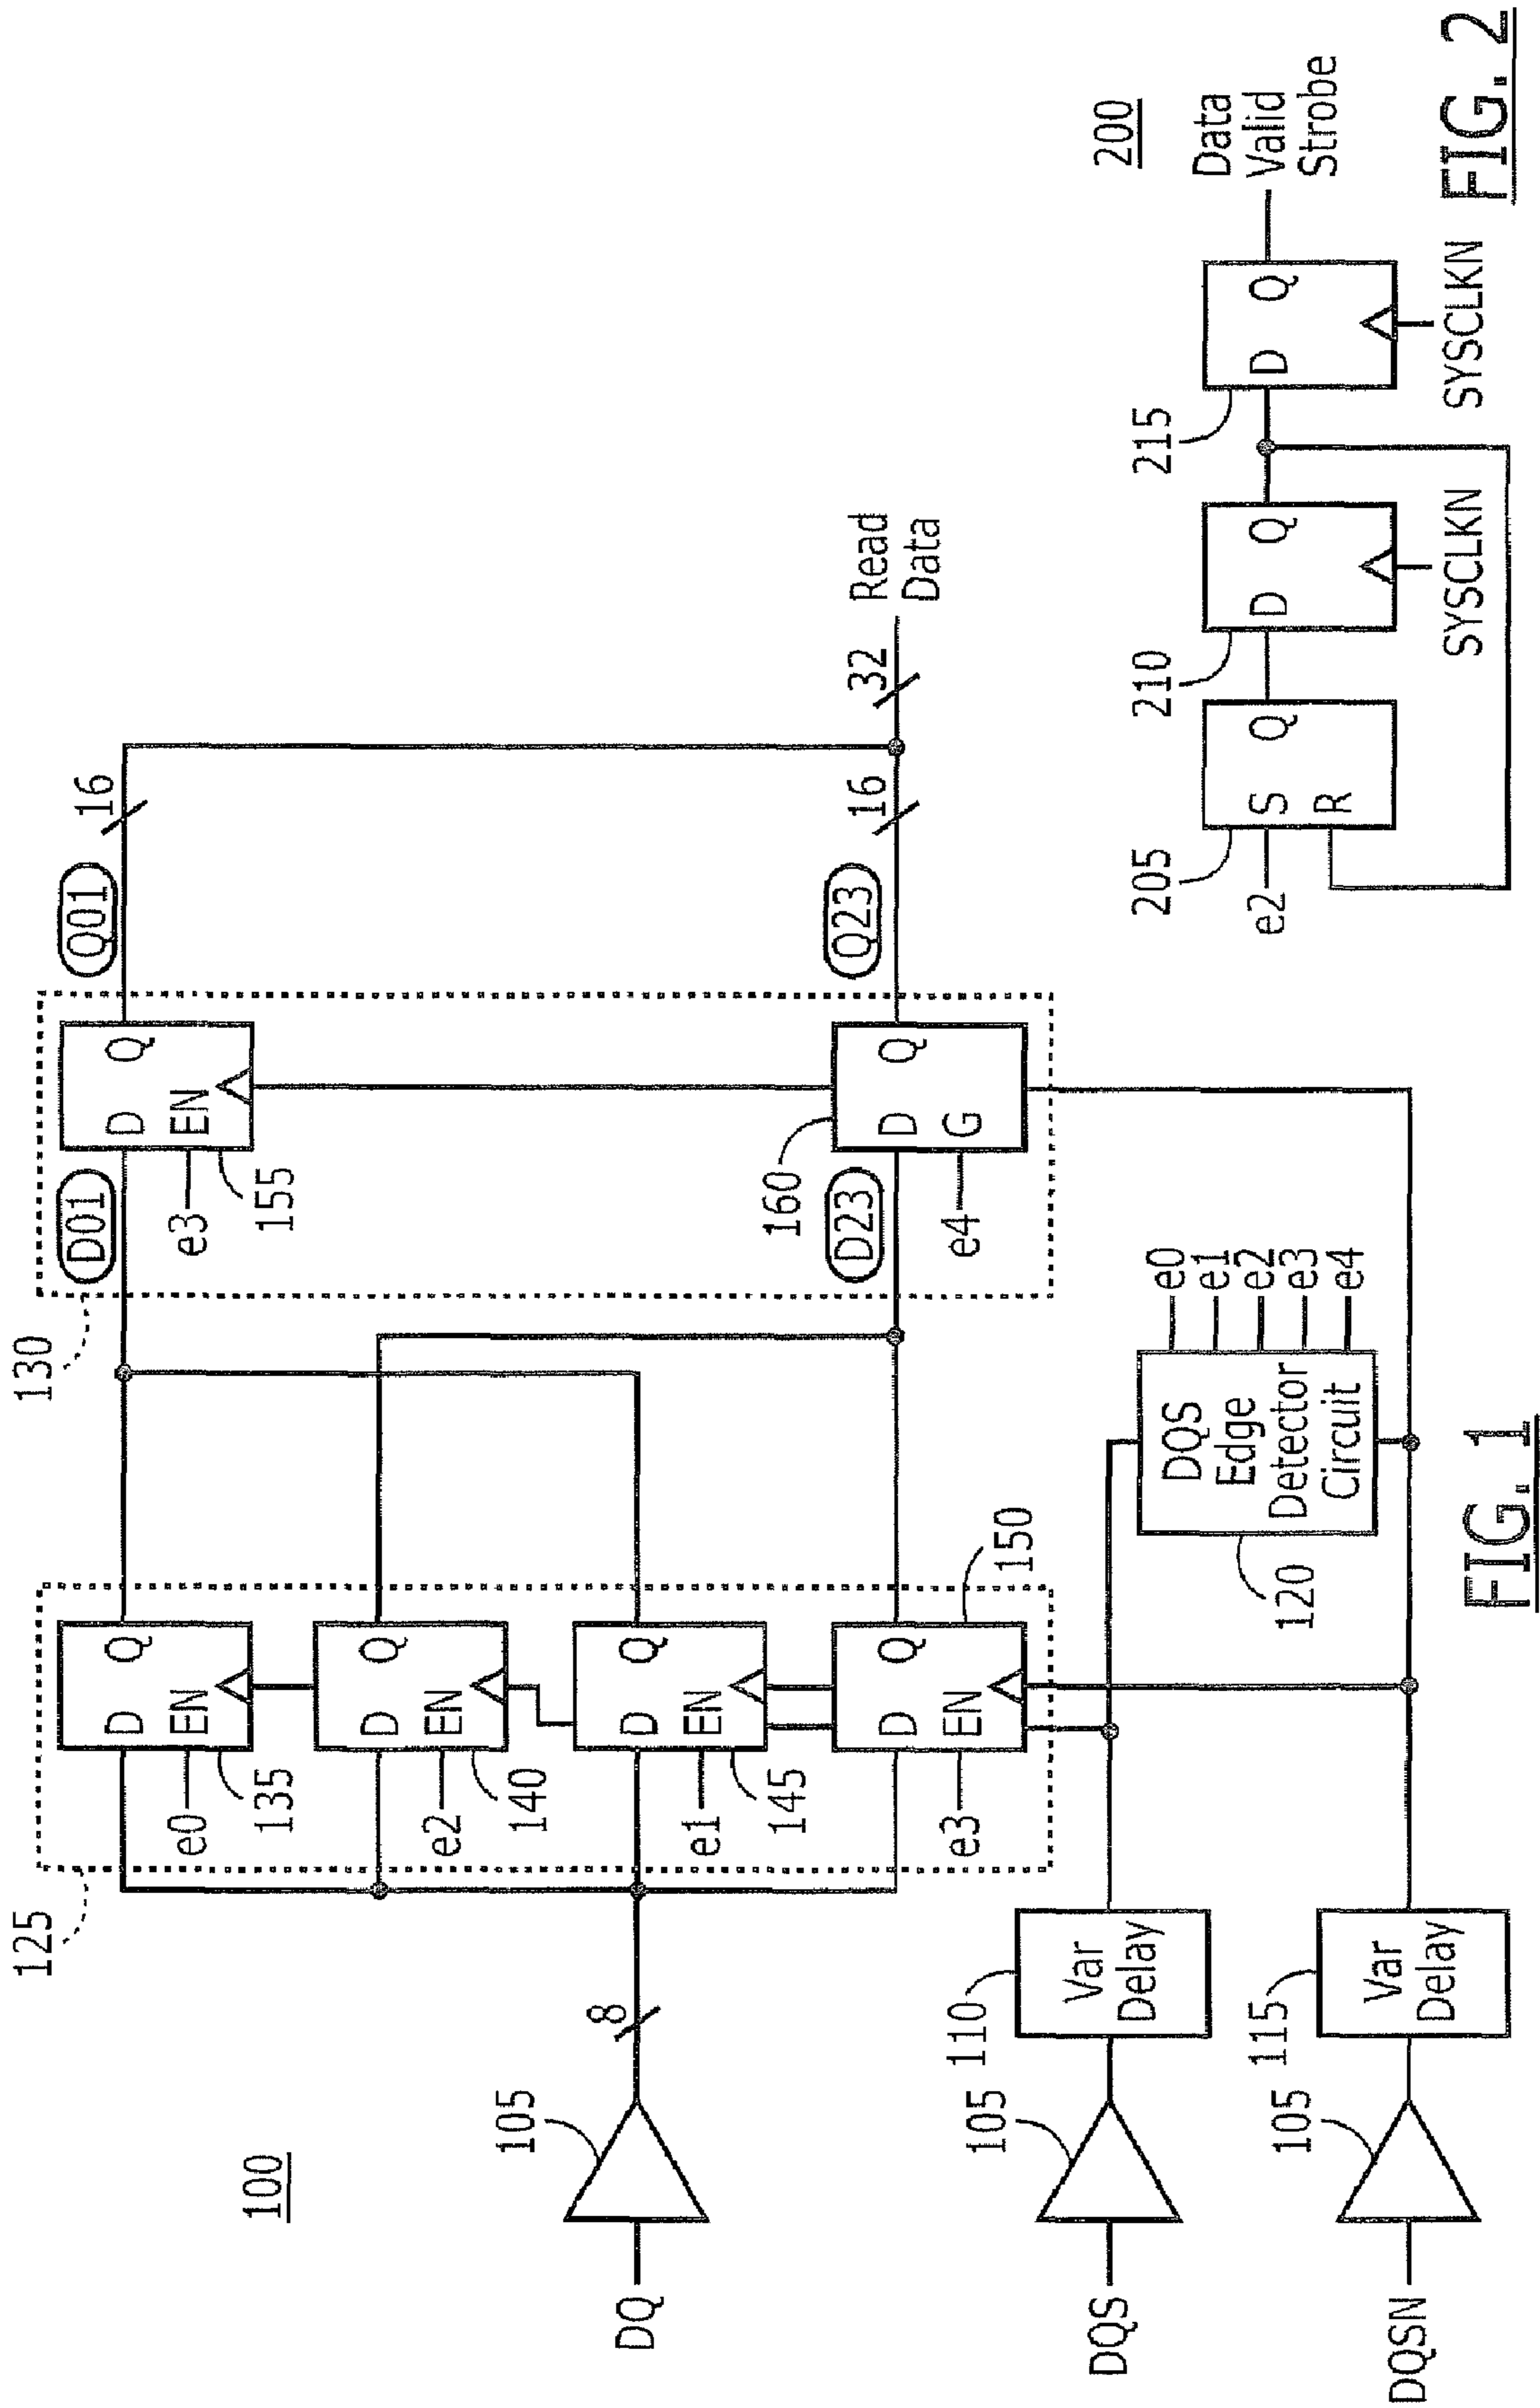 100
125
130
D01
Q01
16
D Q
EN
e0
135
D Q
EN
e3
155
D Q
EN
e2
140
D Q
EN
e1
145
DQ
105
8
D Q
EN
e3
150
160
D23
Q23
16
32
Read
Data
D Q
G
e4
DQS
105
110
Var
Delay
DQS
Edge
Detector
Circuit
120
e0
e1
e2
e3
e4
DQSN
105
115
Var
Delay
FIG. 1
200
205
e2
S Q
R
210
D Q
SYSCLKN
215
D Q
SYSCLKN
Data
Valid
Strobe
FIG. 2